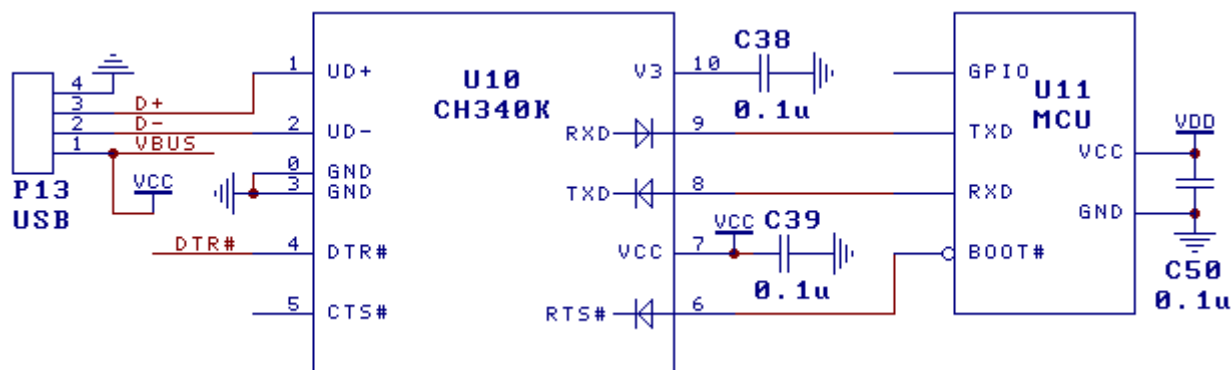 4
3 D+
2 D-
1 VBUS
P13
USB
VCC
DTR#
U10
CH340K
1 UD+
2 UD-
0 GND
3 GND
4 DTR#
5 CTS#
V3 10
RXD 9
TXD 8
VCC 7
RTS# 6
C38
0.1u
VCC C39
0.1u
GPIO
U11
MCU
TXD
VCC
RXD
GND
BOOT#
VDD
C50
0.1u